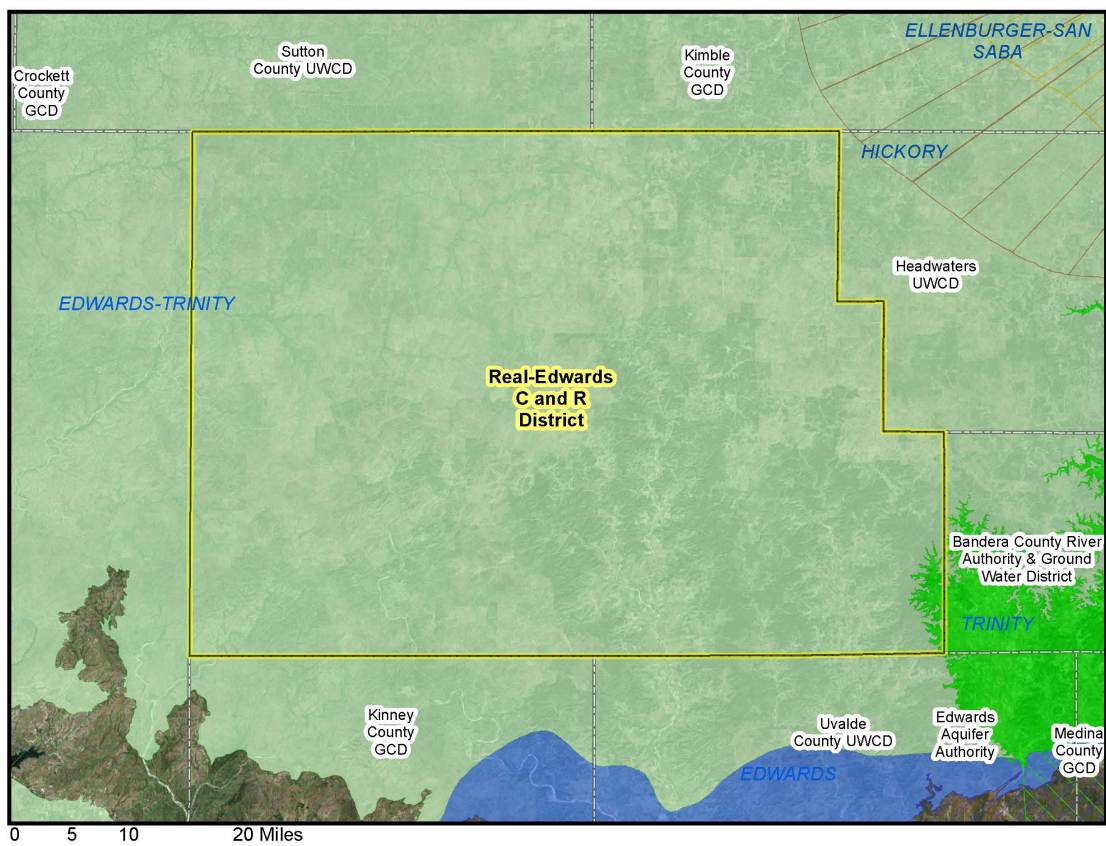 ELLENBURGER-SAN
SABA
Sutton
County UWCD
Kimble
County
GCD
Crockett
County
GCD
HICKORY
Headwaters
UWCD
EDWARDS-TRINITY
Real-Edwards
C and R
District
Bandera County River
Authority & Ground
Water District
TRINITY
Kinney
County
GCD
Uvalde
County UWCD
Edwards
Aquifer
Authority
Medina
County
GCD
EDWARDS
0 5 10 20 Miles